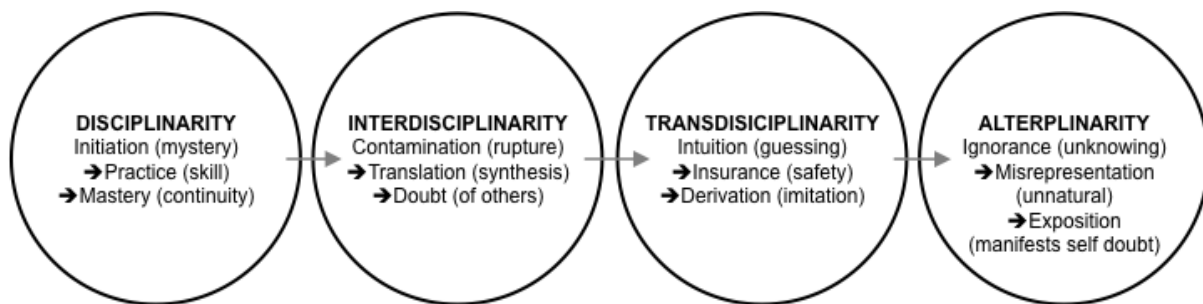 DISCIPLINARITY
Initiation (mystery)
➔Practice (skill)
➔Mastery (continuity)
INTERDISCIPLINARITY
Contamination (rupture)
➔Translation (synthesis)
➔Doubt (of others)
TRANSDISICIPLINARITY
Intuition (guessing)
➔Insurance (safety)
➔Derivation (imitation)
ALTERPLINARITY
Ignorance (unknowing)
➔Misrepresentation
(unnatural)
➔Exposition
(manifests self doubt)